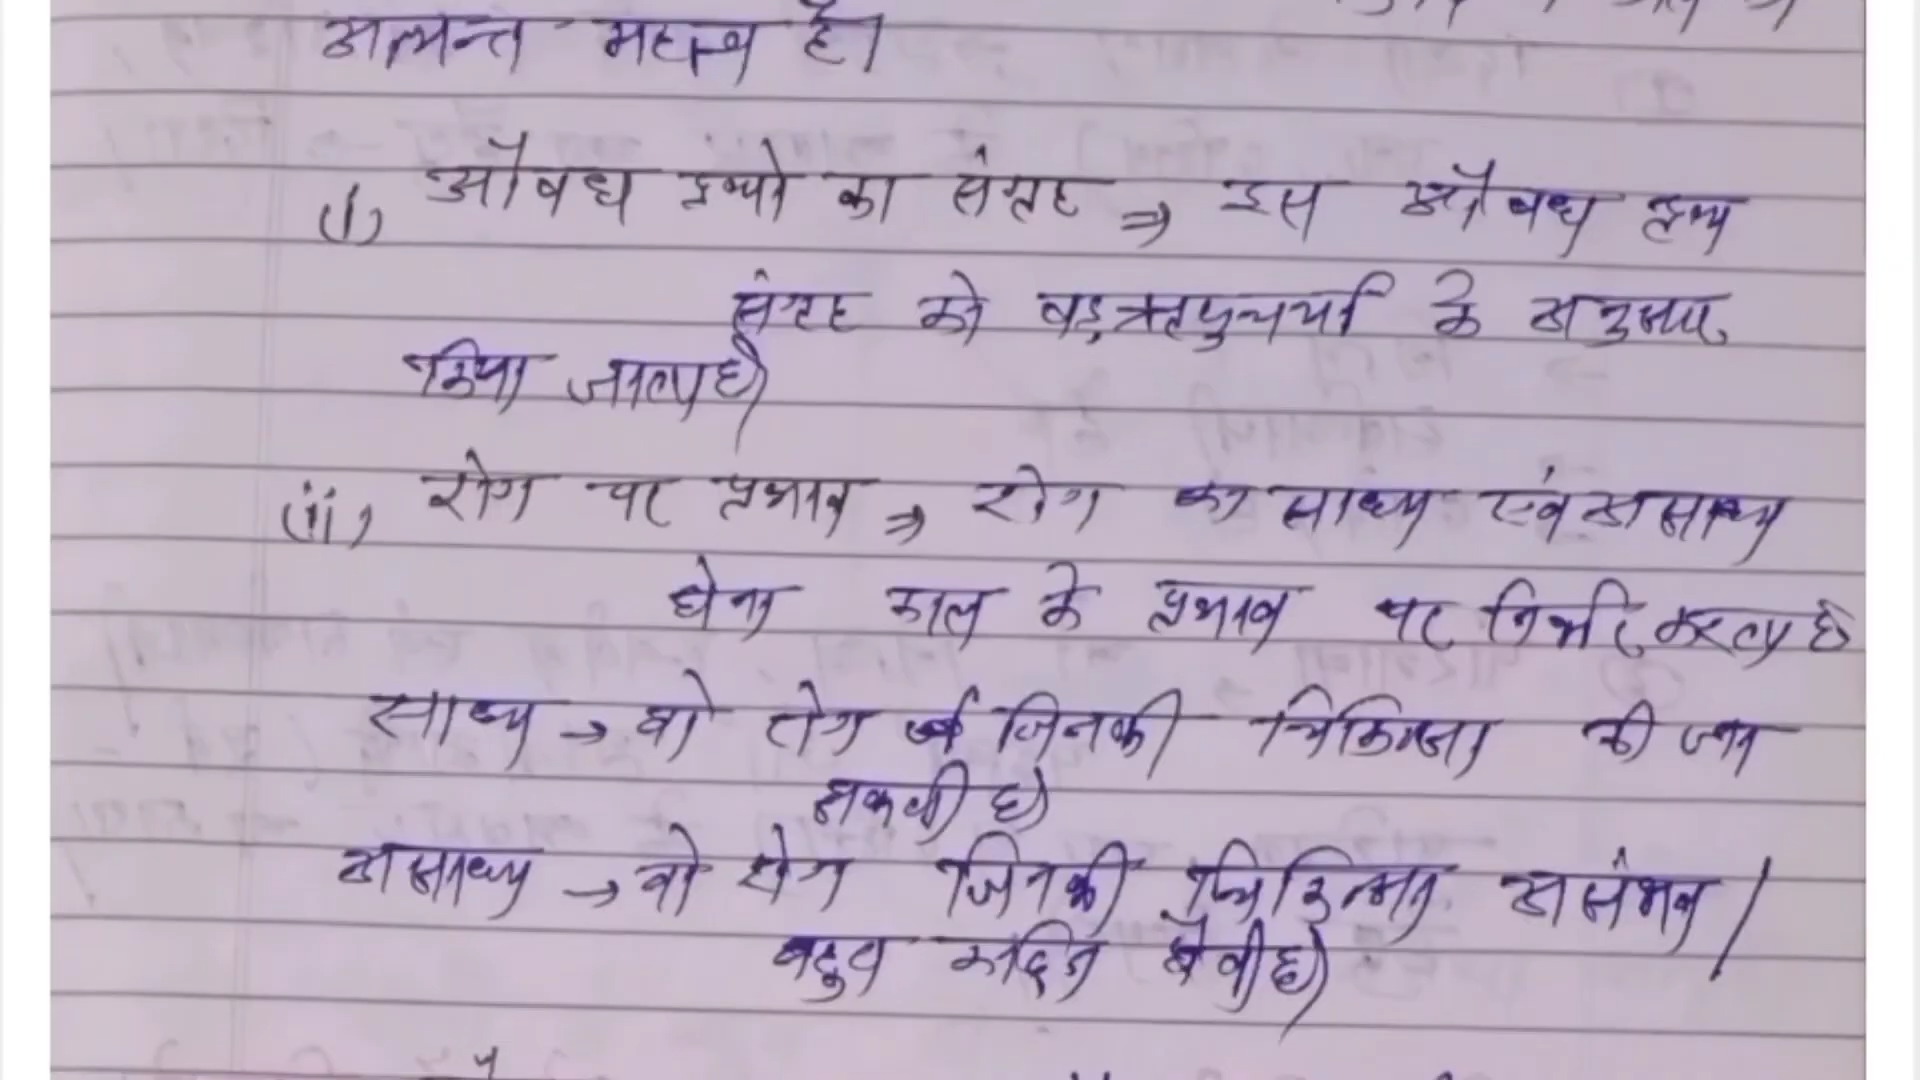 अत्यन्त महत्व है।
(i) औषध द्रव्यो का संग्रह ⇒ इस औषध द्रव्य
संग्रह को षड्ऋतुचर्या के अनुसार
किया जाता है।
(ii) रोग पर प्रभाव ⇒ रोग का साध्य एवं असाध्य
होना काल के प्रभाव पर निर्भर करता है
साध्य → वो रोग जिनकी चिकित्सा की जा
सकती है।
असाध्य → वो रोग जिनकी चिकित्सा असंभव /
बहुत कठिन होती है।